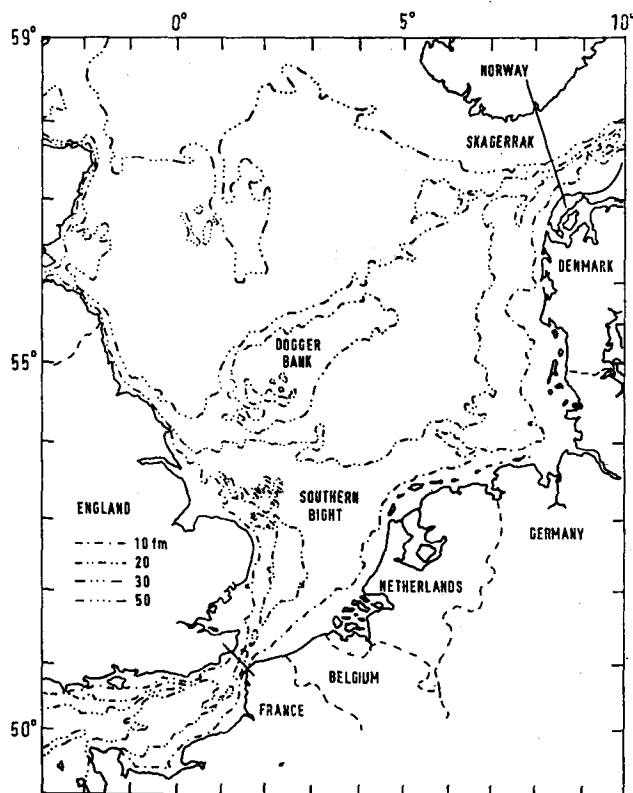 0°
5°
10°
59°
NORWAY
SKAGERRAK
DENMARK
DOGGER
BANK
55°
SOUTHERN
BIGHT
ENGLAND
GERMANY
10 fm
20
30
50
NETHERLANDS
BELGIUM
FRANCE
50°